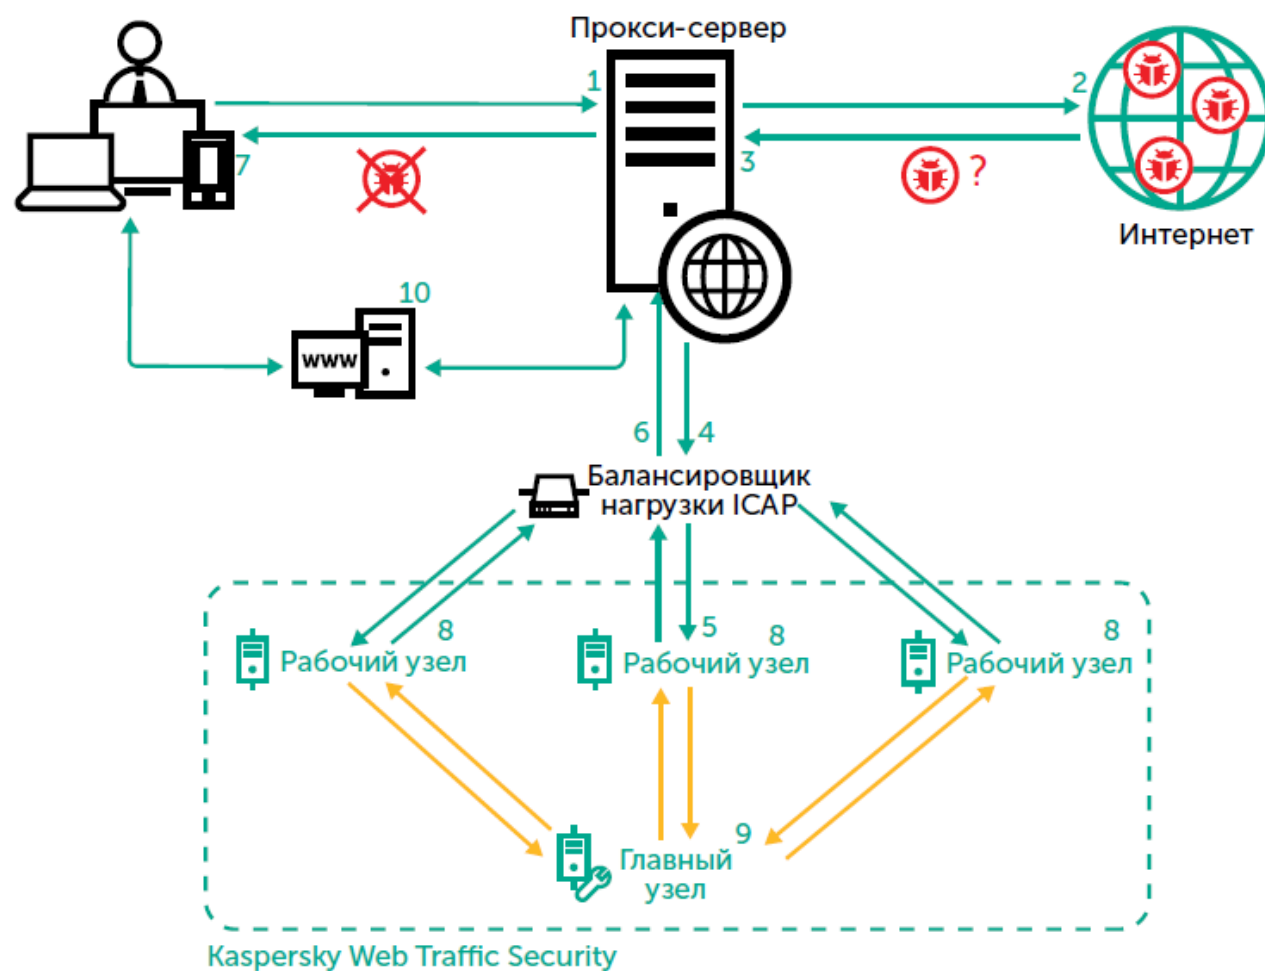 Прокси-сервер
1
2
7
3
?
Интернет
10
www
6
4
Балансировщик
нагрузки ICAP
8
5
8
8
Рабочий узел
Рабочий узел
Рабочий узел
9
Главный
узел
Kaspersky Web Traffic Security